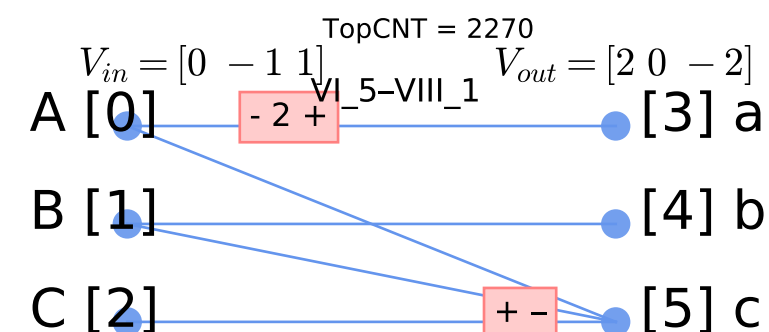 TopCNT = 2270
V_in = [0 −1 1] V_out = [2 0 −2]
VI_5–VIII_1
A [0] - 2 + [3] a
B [1] [4] b
C [2] + – [5] c